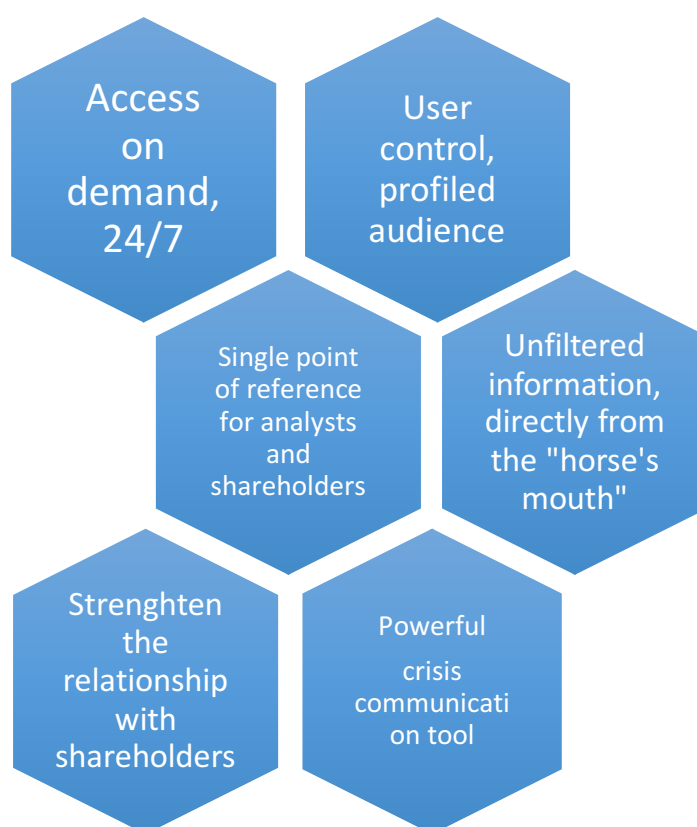 Access
on
demand,
24/7
User
control,
profiled
audience
Single point
of reference
for analysts
and
shareholders
Unfiltered
information,
directly from
the "horse's
mouth"
Strenghten
the
relationship
with
shareholders
Powerful
crisis
communicati
on tool